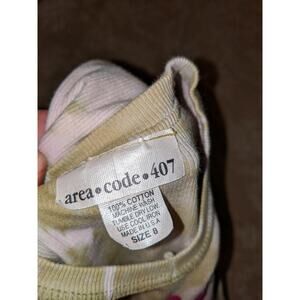 area•code•407
100% COTTON
MACHINE WASH
TUMBLE DRY LOW
USE COOL IRON
MADE IN U.S.A
SIZE 8